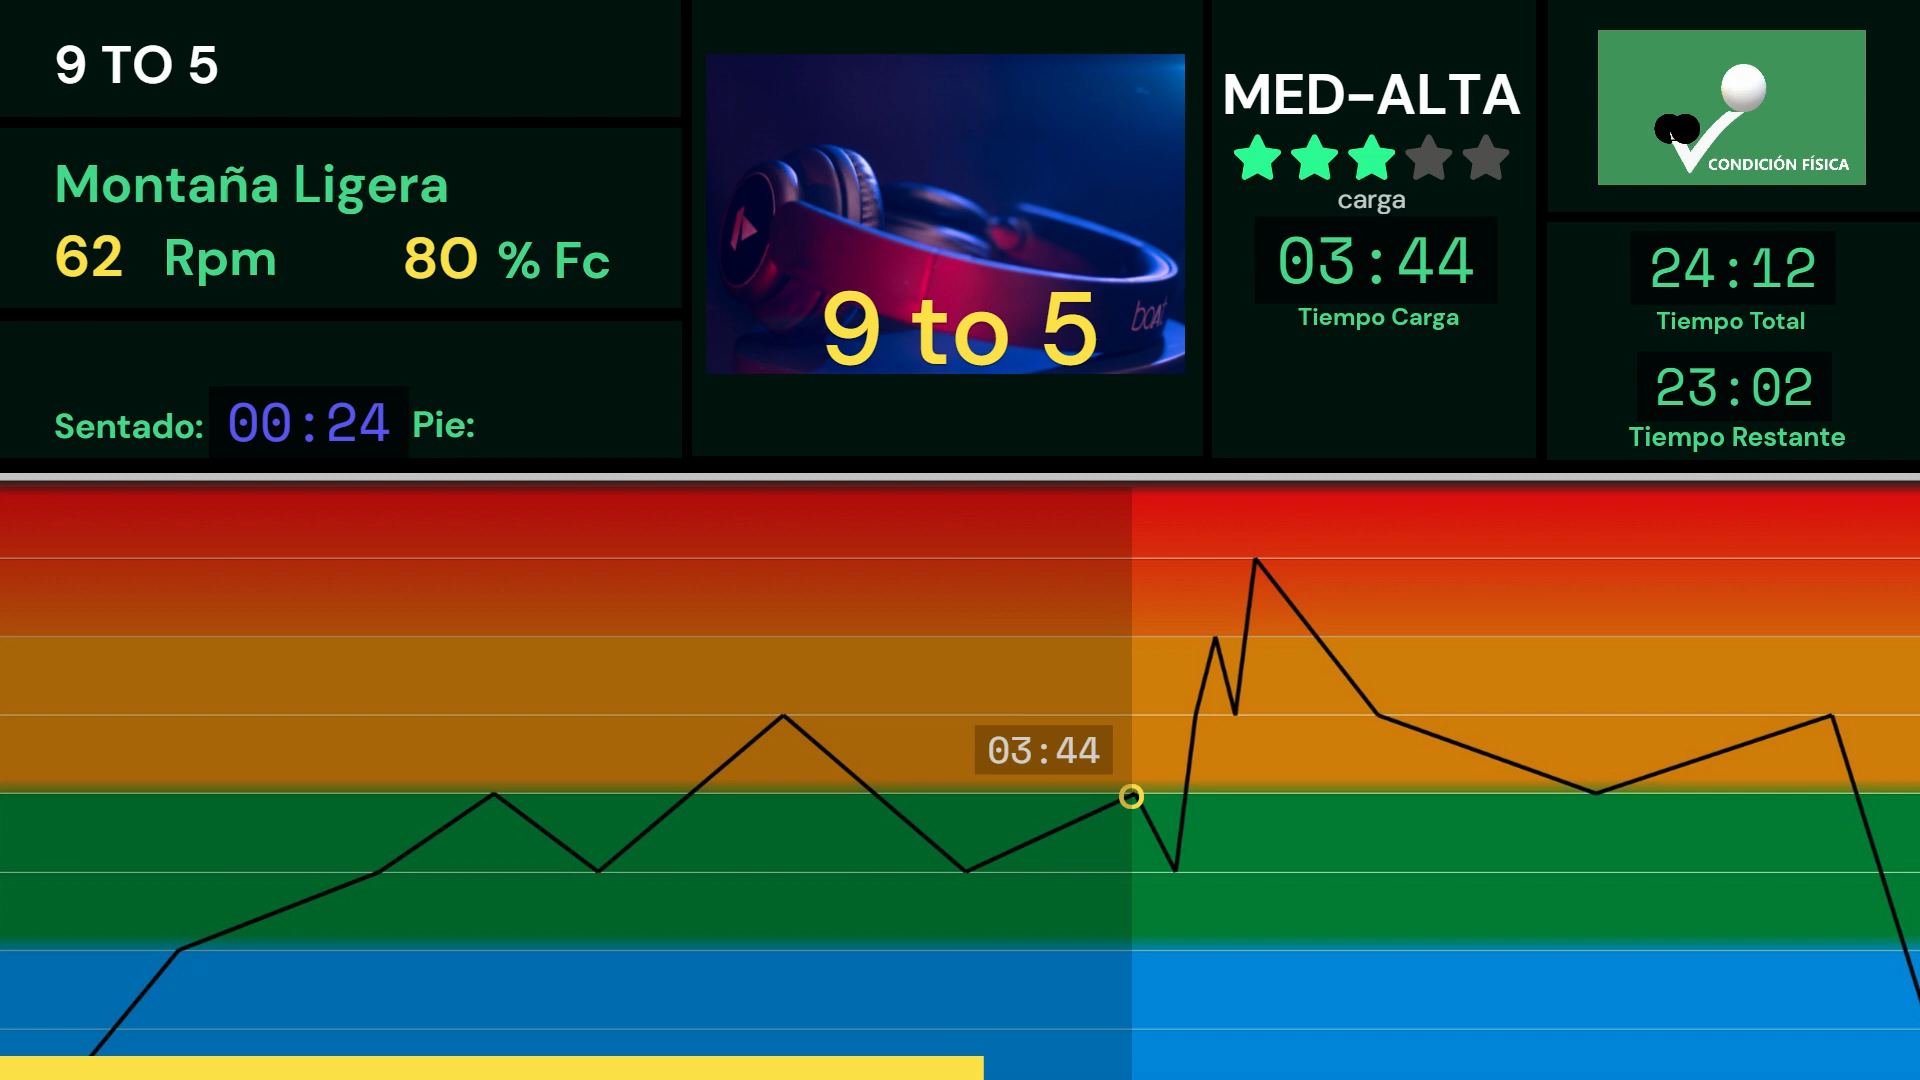 9 TO 5
Montaña Ligera
62 Rpm 80 % Fc
Sentado: 00:24 Pie:
boAt
9 to 5
MED-ALTA
carga
03:44
Tiempo Carga
CONDICIÓN FÍSICA
24:12
Tiempo Total
23:02
Tiempo Restante
03:44